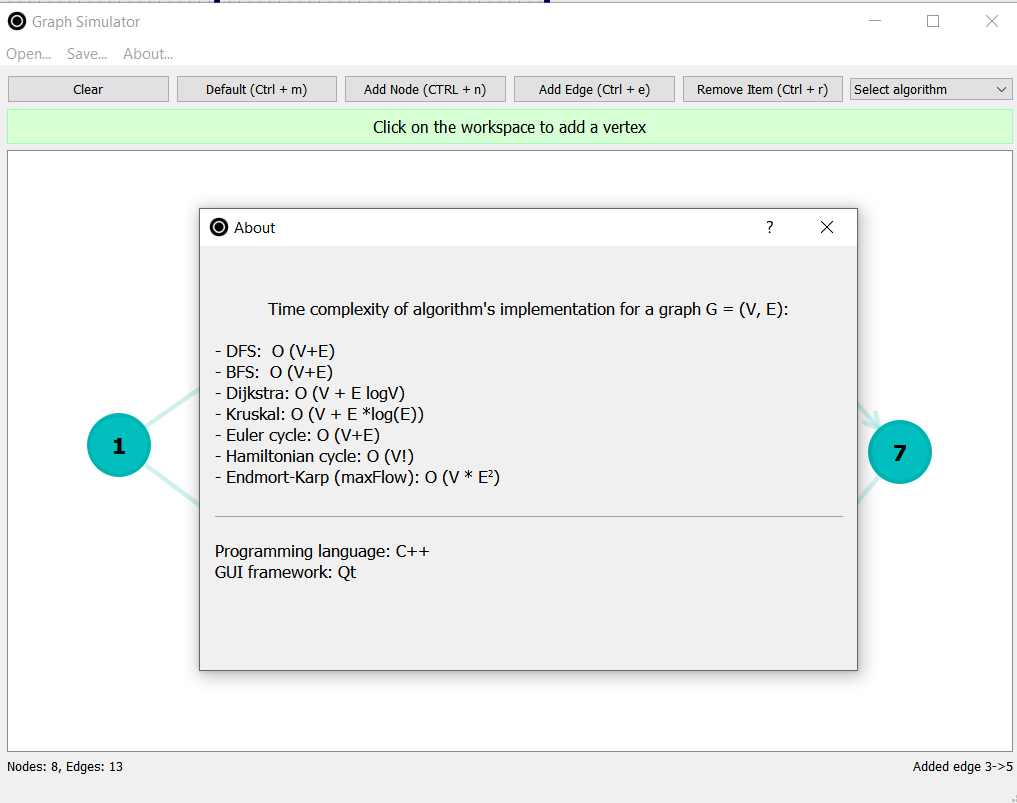 Graph Simulator
Open... Save... About...
Clear Default (Ctrl + m) Add Node (CTRL + n) Add Edge (Ctrl + e) Remove Item (Ctrl + r) Select algorithm
Click on the workspace to add a vertex
About ?
Time complexity of algorithm's implementation for a graph G = (V, E):
- DFS:  O (V+E)
- BFS:  O (V+E)
- Dijkstra: O (V + E logV)
- Kruskal: O (V + E *log(E))
- Euler cycle: O (V+E)
- Hamiltonian cycle: O (V!)
- Endmort-Karp (maxFlow): O (V * E²)
1
7
Programming language: C++
GUI framework: Qt
Nodes: 8, Edges: 13 Added edge 3->5